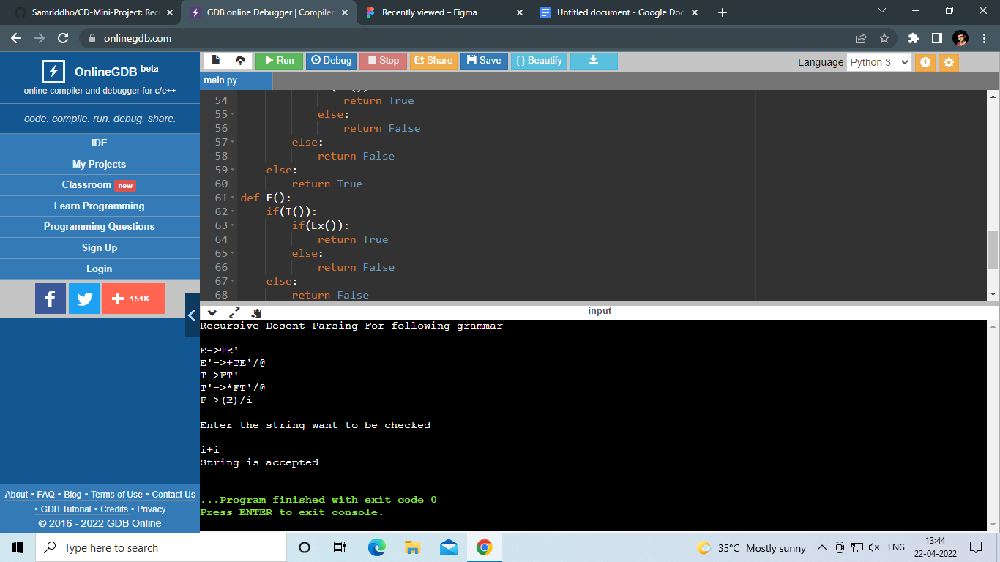 Samriddho/CD-Mini-Project: Rec
GDB online Debugger | Compiler
Recently viewed – Figma
Untitled document - Google Doc
onlinegdb.com
OnlineGDB beta
online compiler and debugger for c/c++
code. compile. run. debug. share.
IDE
My Projects
Classroom new
Learn Programming
Programming Questions
Sign Up
Login
151K
About • FAQ • Blog • Terms of Use • Contact Us
• GDB Tutorial • Credits • Privacy
© 2016 - 2022 GDB Online
Run Debug Stop Share Save { } Beautify
Language Python 3
main.py
54 return True
55 else:
56 return False
57 else:
58 return False
59 else:
60 return True
61 def E():
62 if(T()):
63 if(Ex()):
64 return True
65 else:
66 return False
67 else:
68 return False
input
Recursive Desent Parsing For following grammar
E->TE'
E'->+TE'/@
T->FT'
T'->*FT'/@
F->(E)/i
Enter the string want to be checked
i+i
String is accepted
...Program finished with exit code 0
Press ENTER to exit console.
Type here to search
35°C Mostly sunny
ENG
13:44
22-04-2022